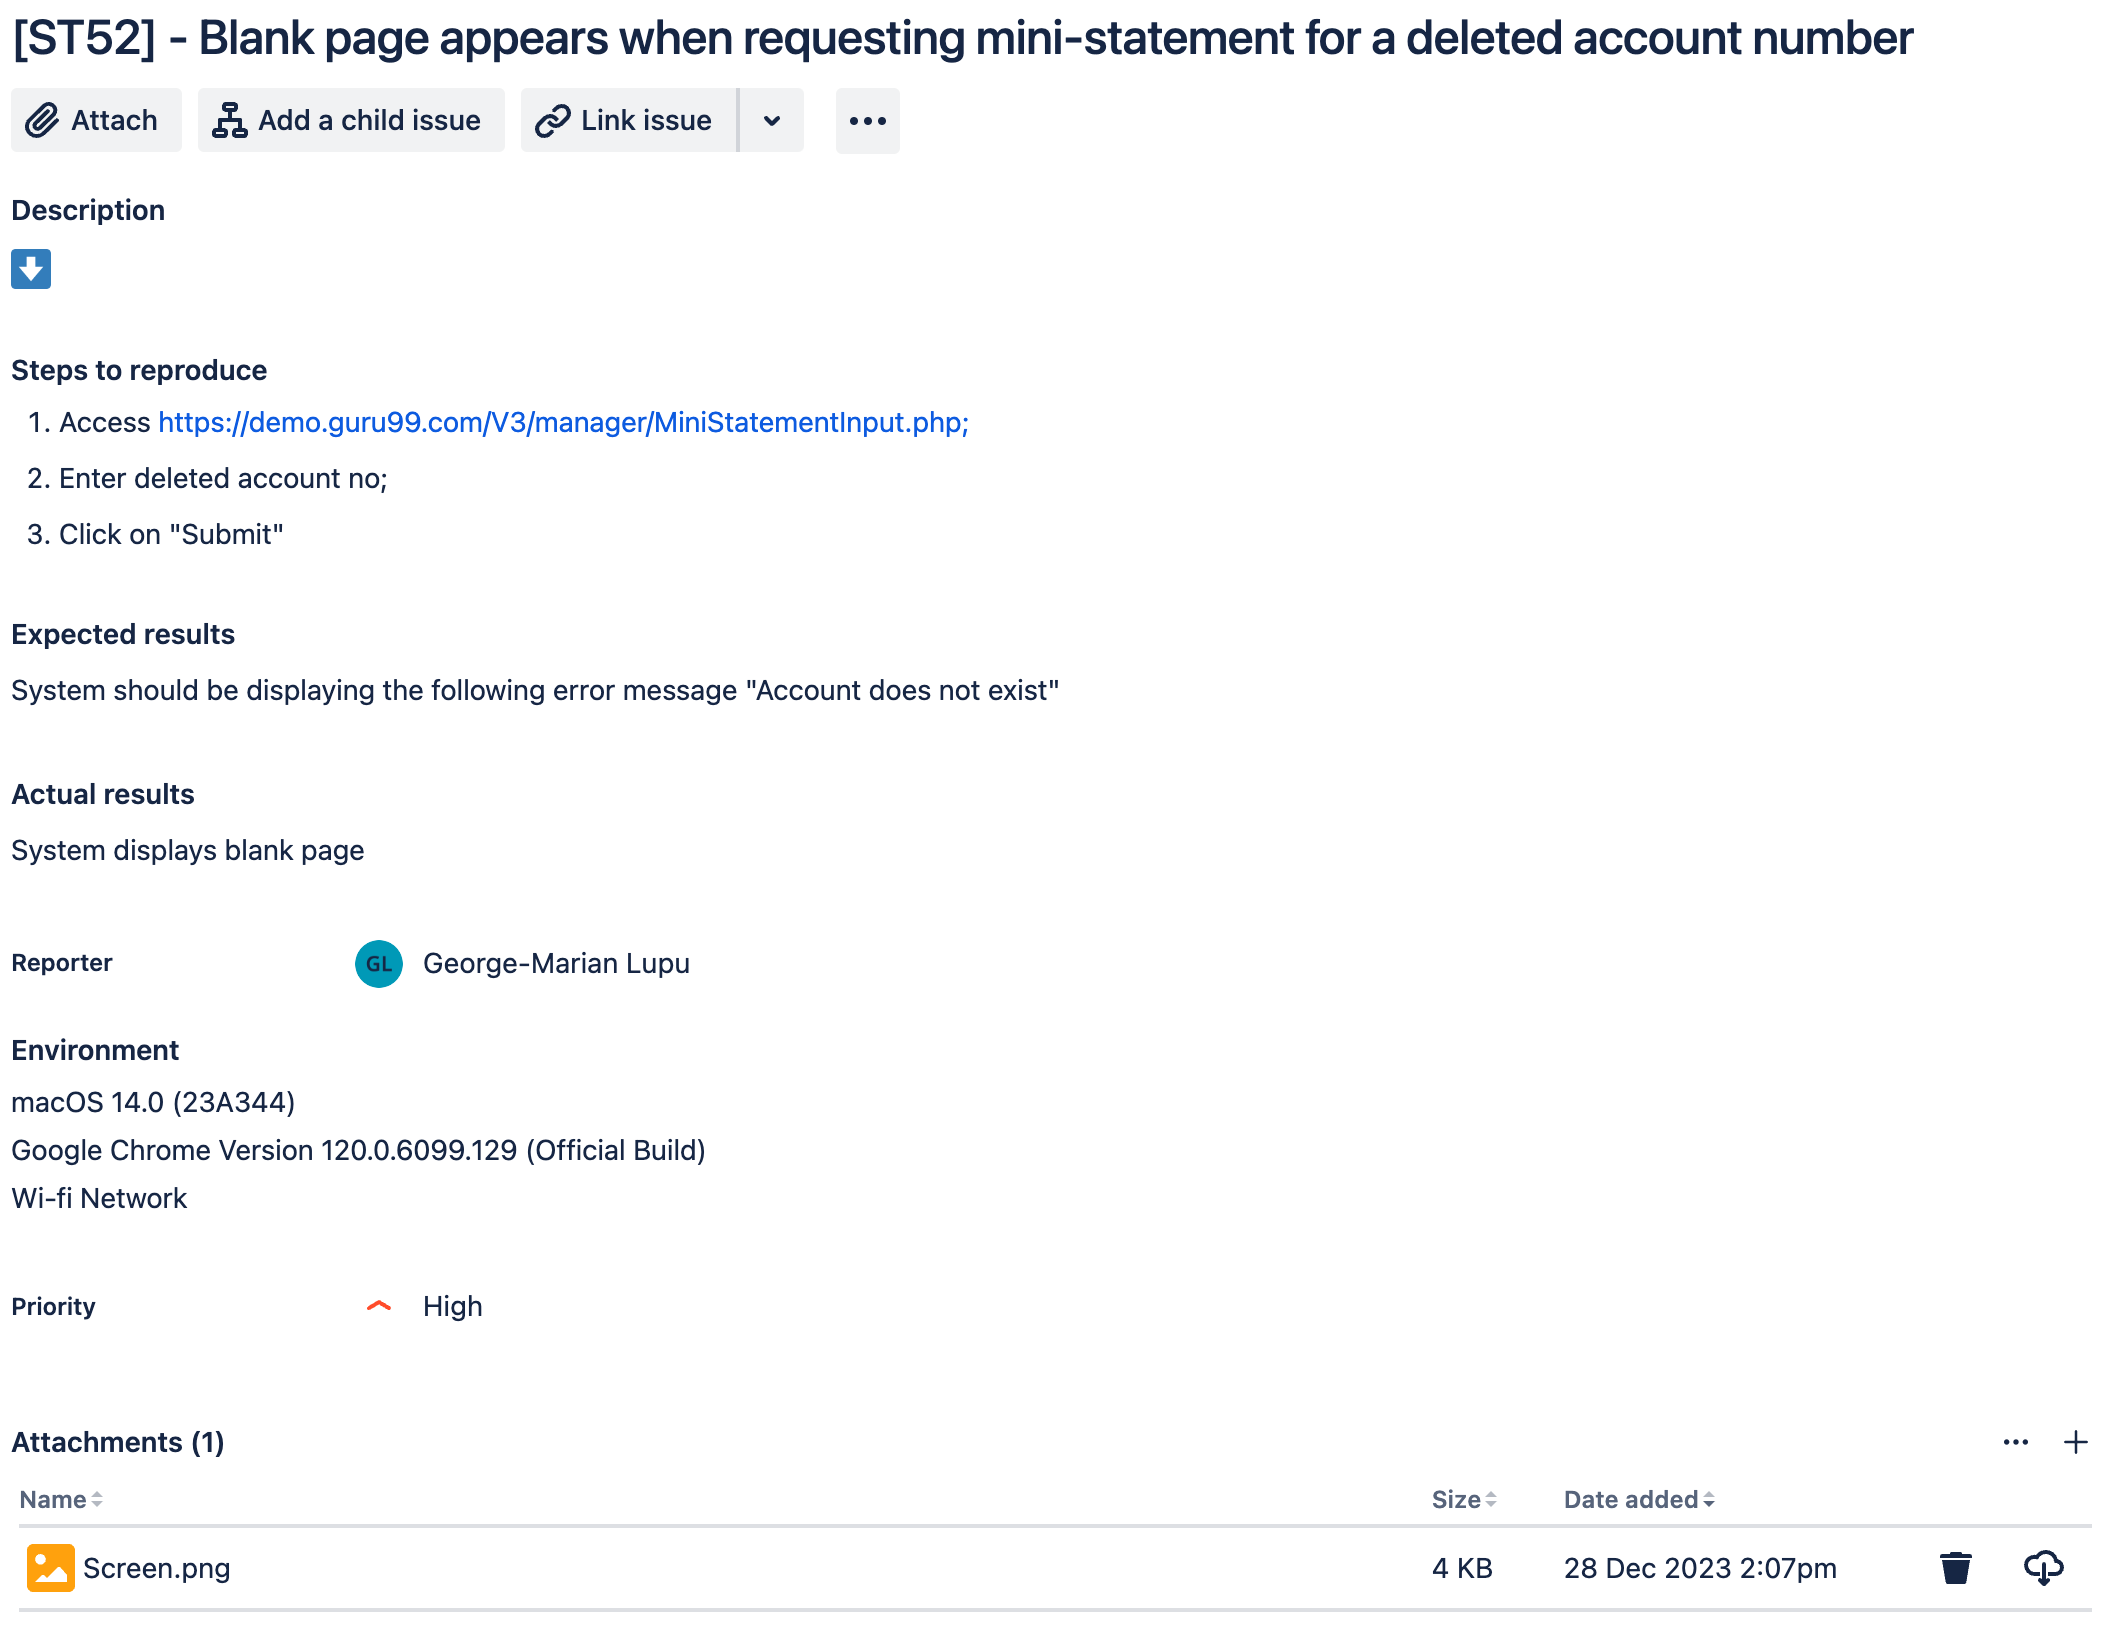 [ST52] - Blank page appears when requesting mini-statement for a deleted account number
Attach
Add a child issue
Link issue
Description
Steps to reproduce
1. Access https://demo.guru99.com/V3/manager/MiniStatementInput.php;
2. Enter deleted account no;
3. Click on "Submit"
Expected results
System should be displaying the following error message "Account does not exist"
Actual results
System displays blank page
Reporter GL George-Marian Lupu
Environment
macOS 14.0 (23A344)
Google Chrome Version 120.0.6099.129 (Official Build)
Wi-fi Network
Priority High
Attachments (1)
Name Size Date added
Screen.png 4 KB 28 Dec 2023 2:07pm